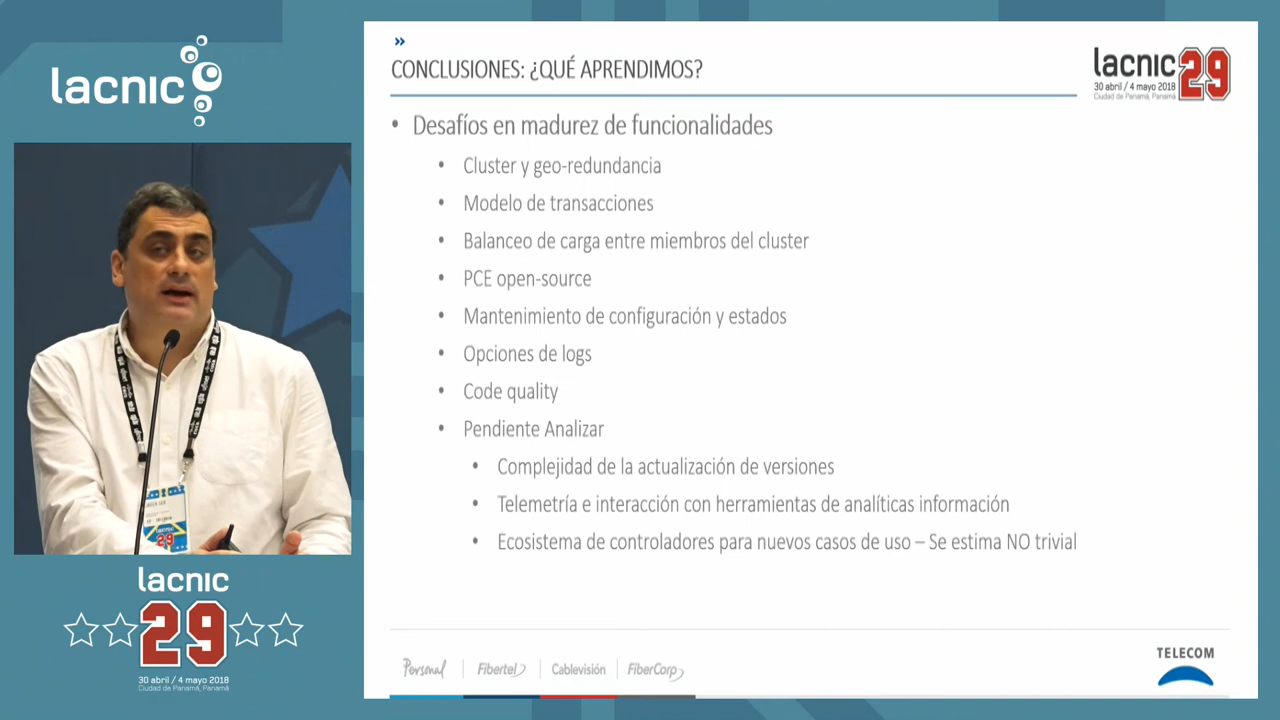 lacnic
»
CONCLUSIONES: ¿QUÉ APRENDIMOS?
lacnic 29
30 abril / 4 mayo 2018
Ciudad de Panamá, Panamá
• Desafíos en madurez de funcionalidades
• Cluster y geo-redundancia
• Modelo de transacciones
• Balanceo de carga entre miembros del cluster
• PCE open-source
• Mantenimiento de configuración y estados
• Opciones de logs
• Code quality
• Pendiente Analizar
• Complejidad de la actualización de versiones
• Telemetría e interacción con herramientas de analíticas información
• Ecosistema de controladores para nuevos casos de uso – Se estima NO trivial
Personal
Fibertel
Cablevisión
FiberCorp
TELECOM
lacnic
29
30 abril / 4 mayo 2018
Ciudad de Panamá, Panamá
lacnic
29